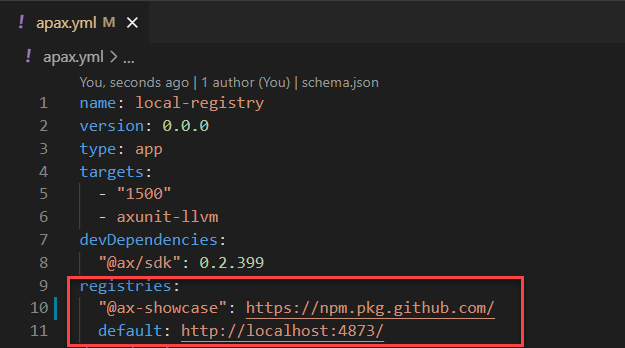 ! apax.yml M
! apax.yml > ...
You, seconds ago | 1 author (You) | schema.json
1 name: local-registry
2 version: 0.0.0
3 type: app
4 targets:
5 - "1500"
6 - axunit-llvm
7 devDependencies:
8 "@ax/sdk": 0.2.399
9 registries:
10 "@ax-showcase": https://npm.pkg.github.com/
11 default: http://localhost:4873/